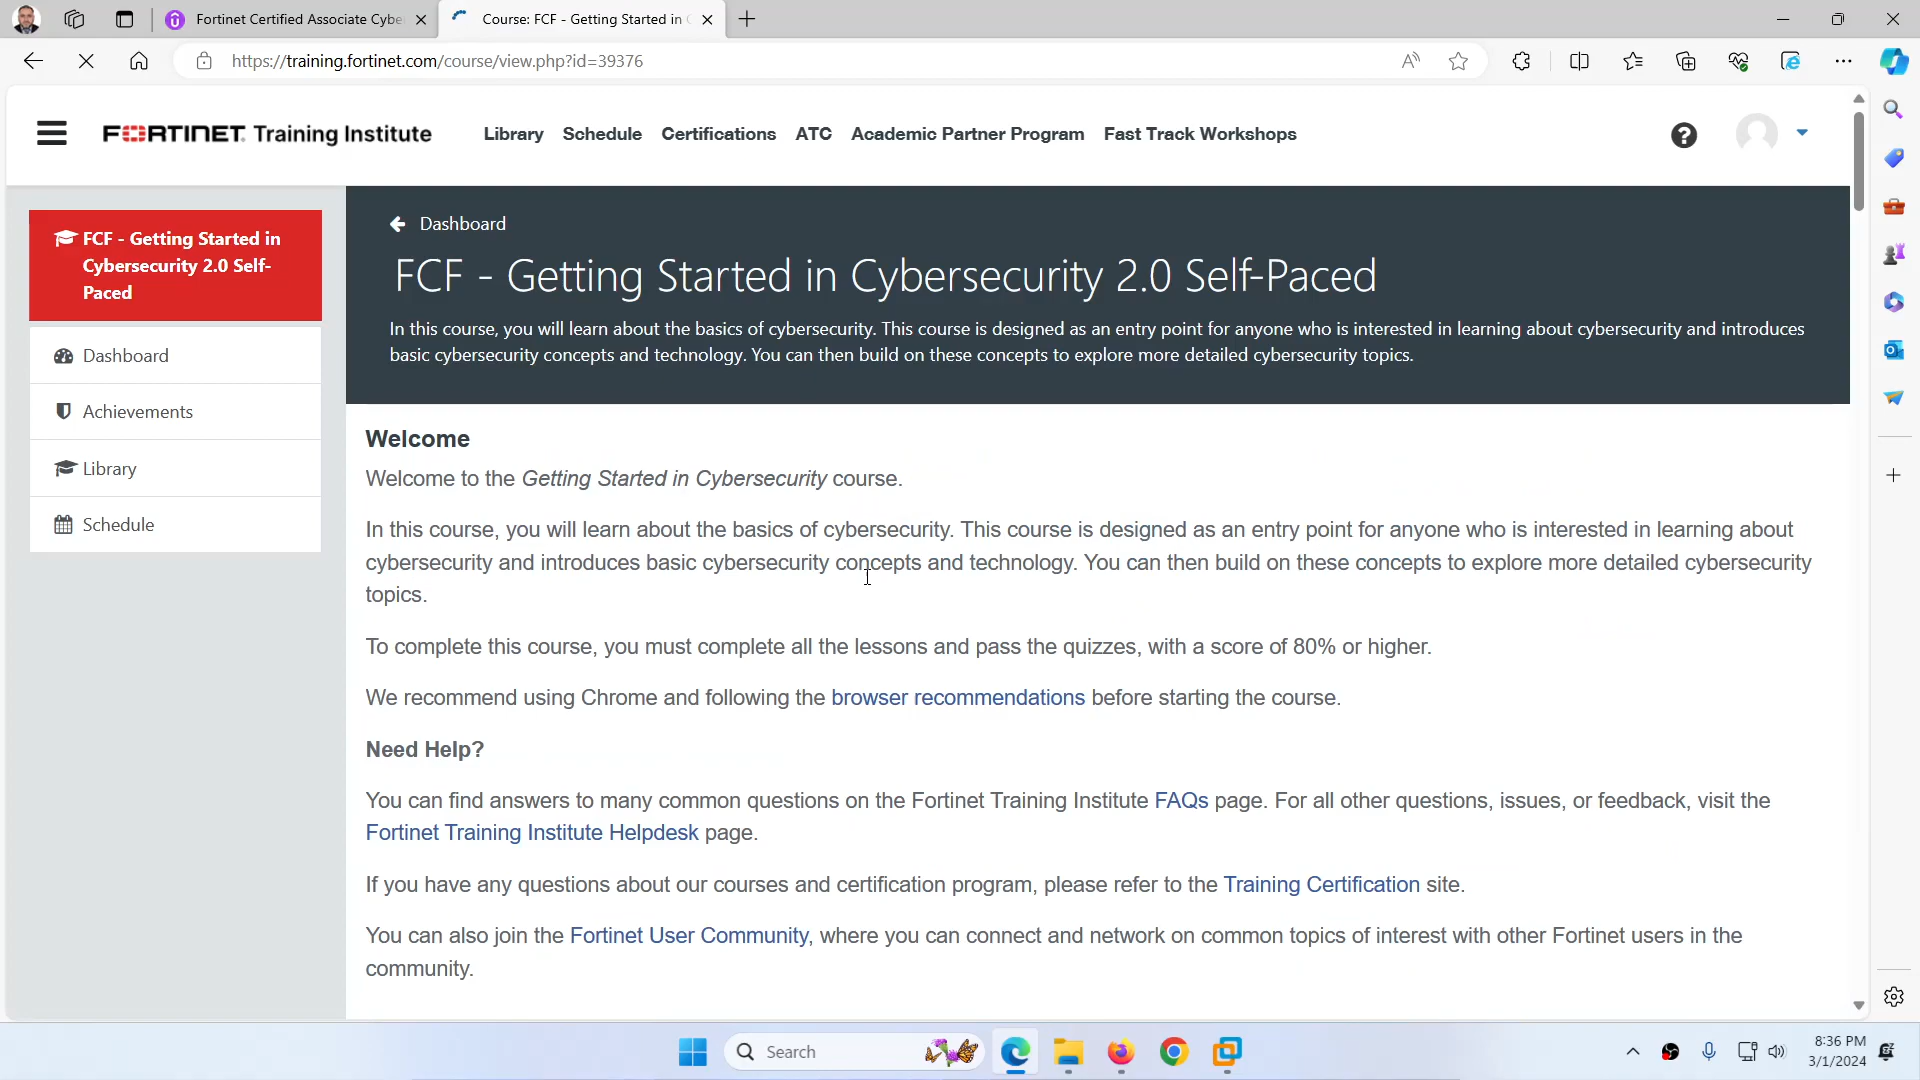 Fortinet Certified Associate Cybe
Course: FCF - Getting Started in
https://training.fortinet.com/course/view.php?id=39376
FORTINET Training Institute
Library
Schedule
Certifications
ATC
Academic Partner Program
Fast Track Workshops
FCF - Getting Started in
Cybersecurity 2.0 Self-
Paced
Dashboard
Achievements
Library
Schedule
Dashboard
FCF - Getting Started in Cybersecurity 2.0 Self-Paced
In this course, you will learn about the basics of cybersecurity. This course is designed as an entry point for anyone who is interested in learning about cybersecurity and introduces
basic cybersecurity concepts and technology. You can then build on these concepts to explore more detailed cybersecurity topics.
Welcome
Welcome to the Getting Started in Cybersecurity course.
In this course, you will learn about the basics of cybersecurity. This course is designed as an entry point for anyone who is interested in learning about
cybersecurity and introduces basic cybersecurity concepts and technology. You can then build on these concepts to explore more detailed cybersecurity
topics.
To complete this course, you must complete all the lessons and pass the quizzes, with a score of 80% or higher.
We recommend using Chrome and following the browser recommendations before starting the course.
Need Help?
You can find answers to many common questions on the Fortinet Training Institute FAQs page. For all other questions, issues, or feedback, visit the
Fortinet Training Institute Helpdesk page.
If you have any questions about our courses and certification program, please refer to the Training Certification site.
You can also join the Fortinet User Community, where you can connect and network on common topics of interest with other Fortinet users in the
community.
Search
8:36 PM
3/1/2024